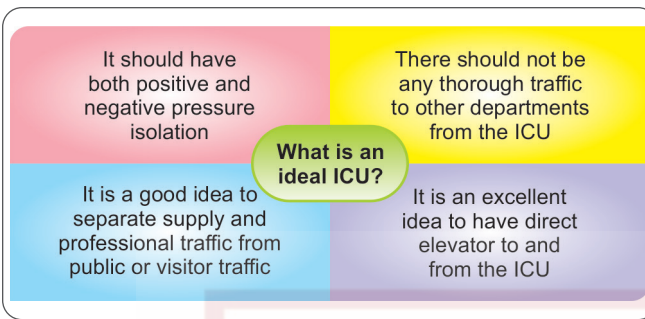 It should have
both positive and
negative pressure
isolation
There should not be
any thorough traffic
to other departments
from the ICU
What is an
ideal ICU?
It is a good idea to
separate supply and
professional traffic from
public or visitor traffic
It is an excellent
idea to have direct
elevator to and
from the ICU